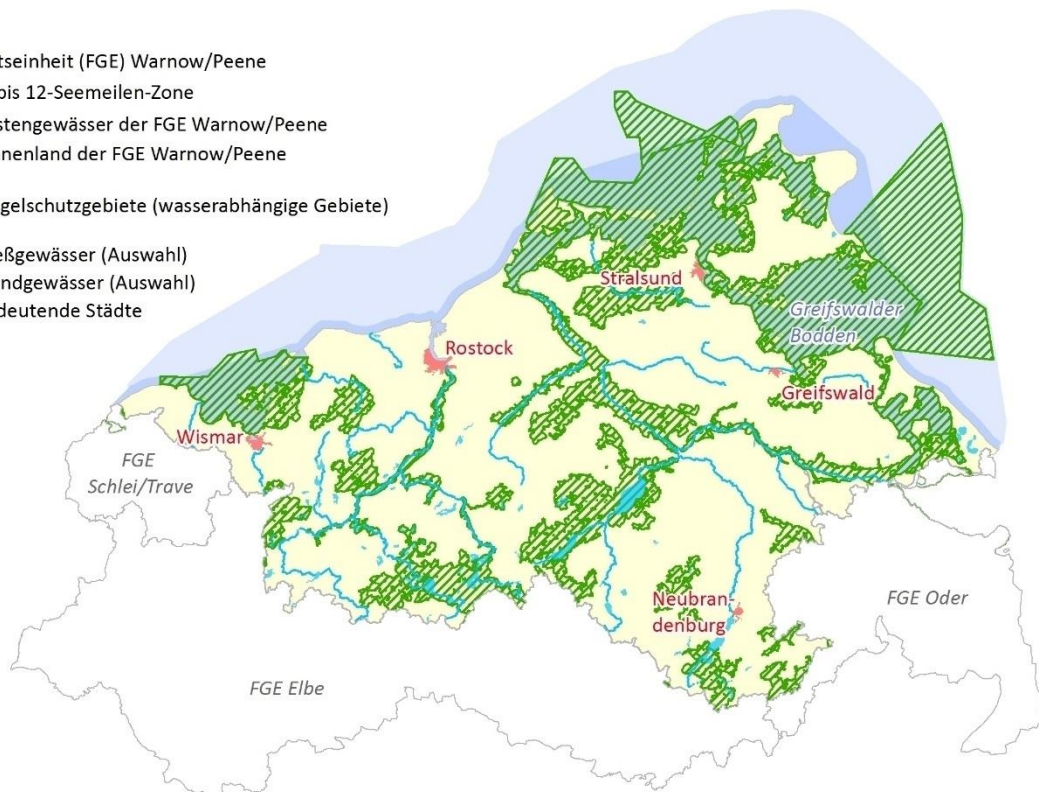 tseinheit (FGE) Warnow/Peene
bis 12-Seemeilen-Zone
stengewässer der FGE Warnow/Peene
nenland der FGE Warnow/Peene
gelschutzgebiete (wasserabhängige Gebiete)
eßgewässer (Auswahl)
ndgewässer (Auswahl)
deutende Städte
Stralsund
Greifswalder
Bodden
Rostock
Greifswald
Wismar
FGE
Schlei/Trave
Neubran-
denburg
FGE Oder
FGE Elbe